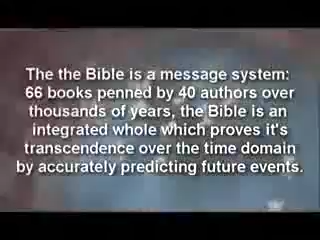 The the Bible is a message system:
66 books penned by 40 authors over
thousands of years, the Bible is an
integrated whole which proves it's
transcendence over the time domain
by accurately predicting future events.